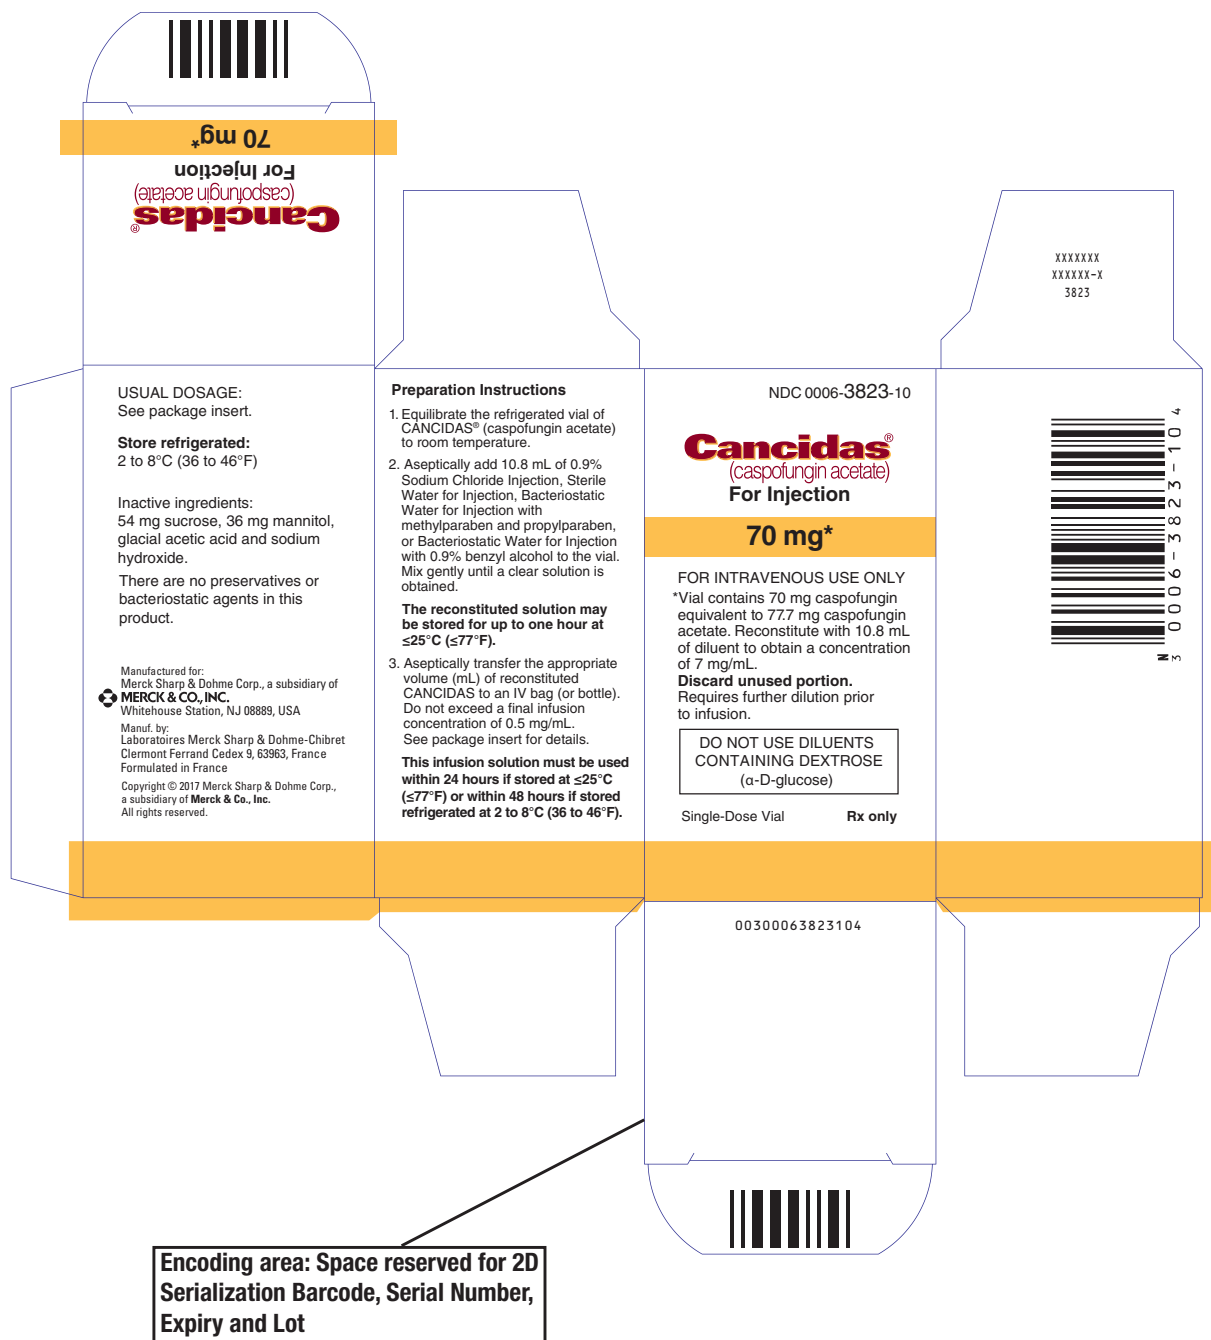 70 mg*
For Injection
(caspofungin acetate)
Cancidas®
XXXXXXX
XXXXXX-X
3823
USUAL DOSAGE:
See package insert.
Store refrigerated:
2 to 8°C (36 to 46°F)
Inactive ingredients:
54 mg sucrose, 36 mg mannitol,
glacial acetic acid and sodium
hydroxide.
There are no preservatives or
bacteriostatic agents in this
product.
Manufactured for:
Merck Sharp & Dohme Corp., a subsidiary of
MERCK & CO., INC.
Whitehouse Station, NJ 08889, USA
Manuf. by:
Laboratoires Merck Sharp & Dohme-Chibret
Clermont Ferrand Cedex 9, 63963, France
Formulated in France
Copyright © 2017 Merck Sharp & Dohme Corp.,
a subsidiary of Merck & Co., Inc.
All rights reserved.
Preparation Instructions
1. Equilibrate the refrigerated vial of
CANCIDAS® (caspofungin acetate)
to room temperature.
2. Aseptically add 10.8 mL of 0.9%
Sodium Chloride Injection, Sterile
Water for Injection, Bacteriostatic
Water for Injection with
methylparaben and propylparaben,
or Bacteriostatic Water for Injection
with 0.9% benzyl alcohol to the vial.
Mix gently until a clear solution is
obtained.
The reconstituted solution may
be stored for up to one hour at
≤25°C (≤77°F).
3. Aseptically transfer the appropriate
volume (mL) of reconstituted
CANCIDAS to an IV bag (or bottle).
Do not exceed a final infusion
concentration of 0.5 mg/mL.
See package insert for details.
This infusion solution must be used
within 24 hours if stored at ≤25°C
(≤77°F) or within 48 hours if stored
refrigerated at 2 to 8°C (36 to 46°F).
NDC 0006-3823-10
Cancidas®
(caspofungin acetate)
For Injection
70 mg*
FOR INTRAVENOUS USE ONLY
*Vial contains 70 mg caspofungin
equivalent to 77.7 mg caspofungin
acetate. Reconstitute with 10.8 mL
of diluent to obtain a concentration
of 7 mg/mL.
Discard unused portion.
Requires further dilution prior
to infusion.
DO NOT USE DILUENTS
CONTAINING DEXTROSE
(α-D-glucose)
Single-Dose Vial Rx only
N 3 0006-3823-10 4
00300063823104
Encoding area: Space reserved for 2D
Serialization Barcode, Serial Number,
Expiry and Lot